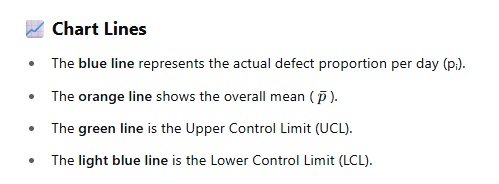 📈 Chart Lines
• The blue line represents the actual defect proportion per day (pᵢ).
• The orange line shows the overall mean ( p̄ ).
• The green line is the Upper Control Limit (UCL).
• The light blue line is the Lower Control Limit (LCL).